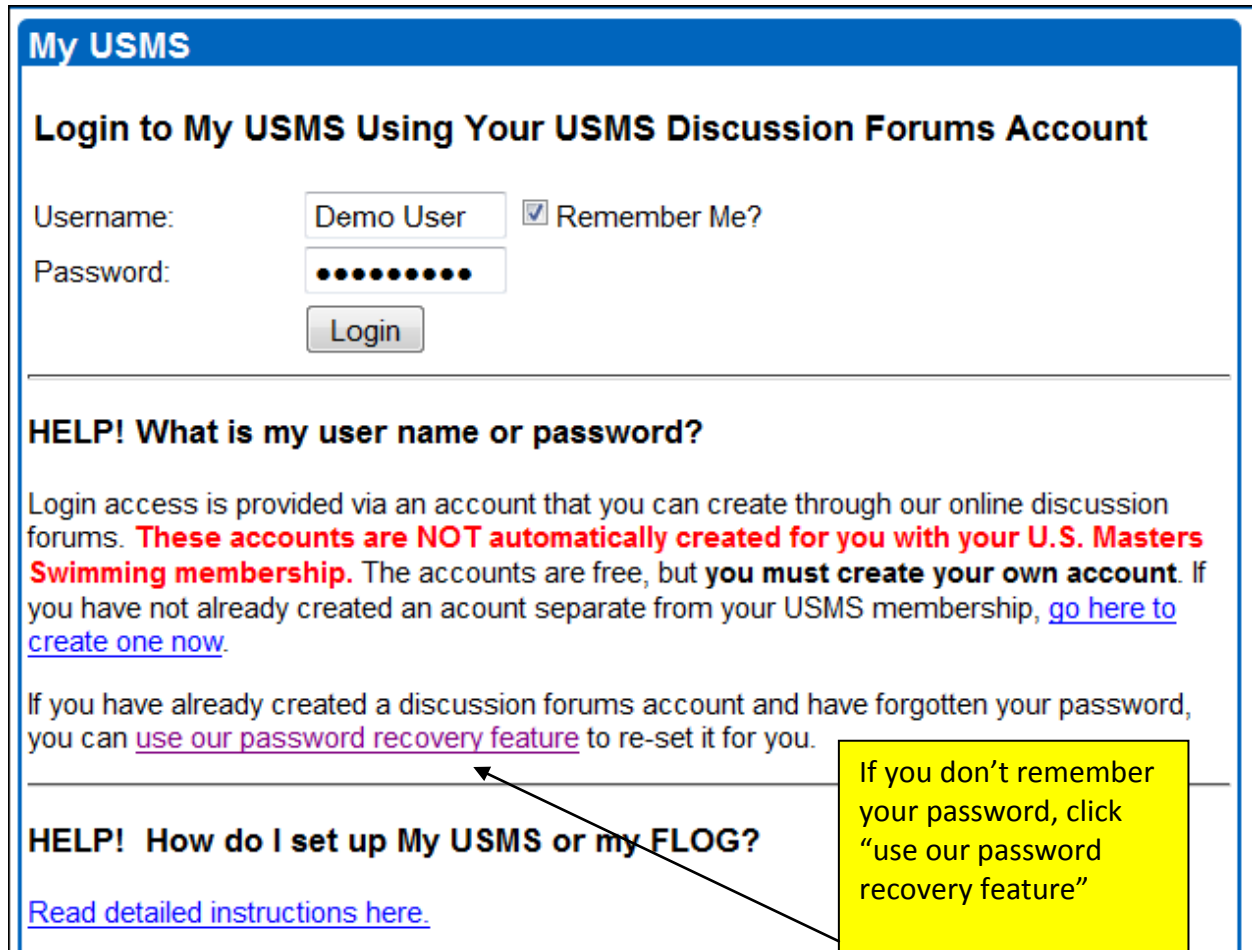 My USMS
Login to My USMS Using Your USMS Discussion Forums Account
Username: Demo User Remember Me?
Password: ●●●●●●●●●
Login
HELP! What is my user name or password?
Login access is provided via an account that you can create through our online discussion
forums. These accounts are NOT automatically created for you with your U.S. Masters
Swimming membership. The accounts are free, but you must create your own account. If
you have not already created an acount separate from your USMS membership, go here to
create one now.
If you have already created a discussion forums account and have forgotten your password,
you can use our password recovery feature to re-set it for you.
If you don’t remember
your password, click
“use our password
recovery feature”
HELP!  How do I set up My USMS or my FLOG?
Read detailed instructions here.